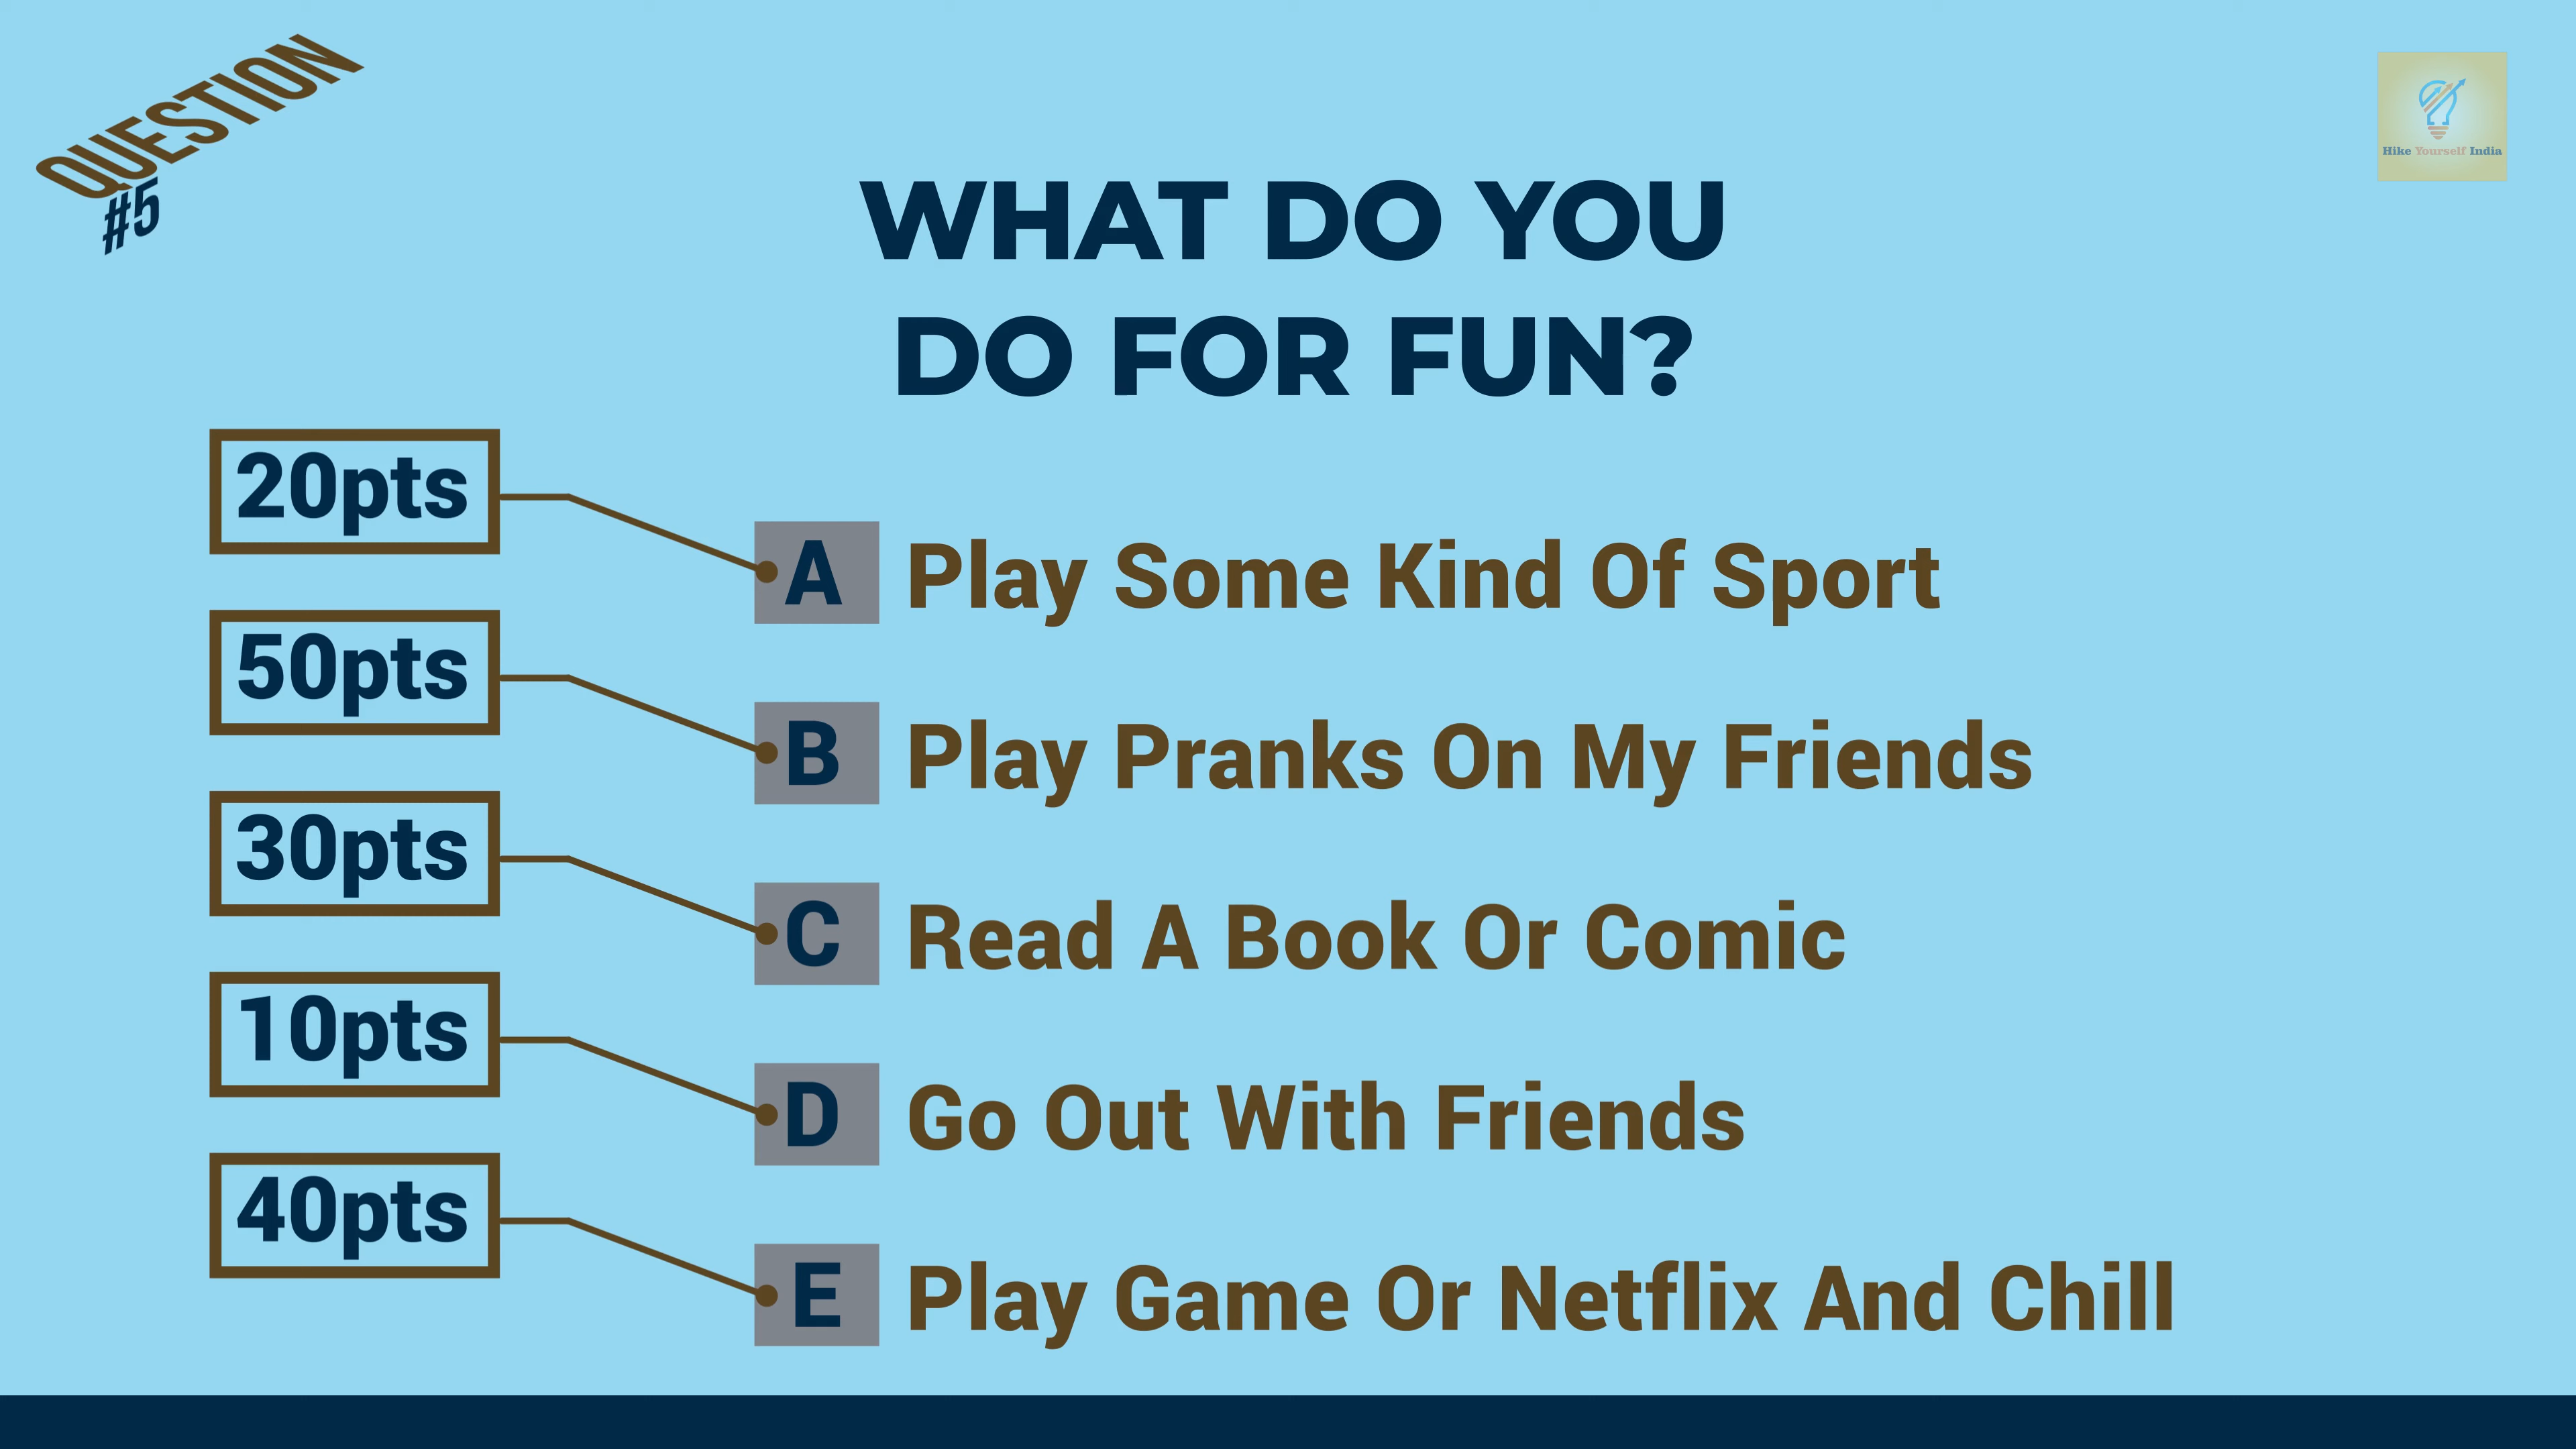 QUESTION
#5
Hike Yourself India
WHAT DO YOU
DO FOR FUN?
20pts
A Play Some Kind Of Sport
50pts
B Play Pranks On My Friends
30pts
C Read A Book Or Comic
10pts
D Go Out With Friends
40pts
E Play Game Or Netflix And Chill